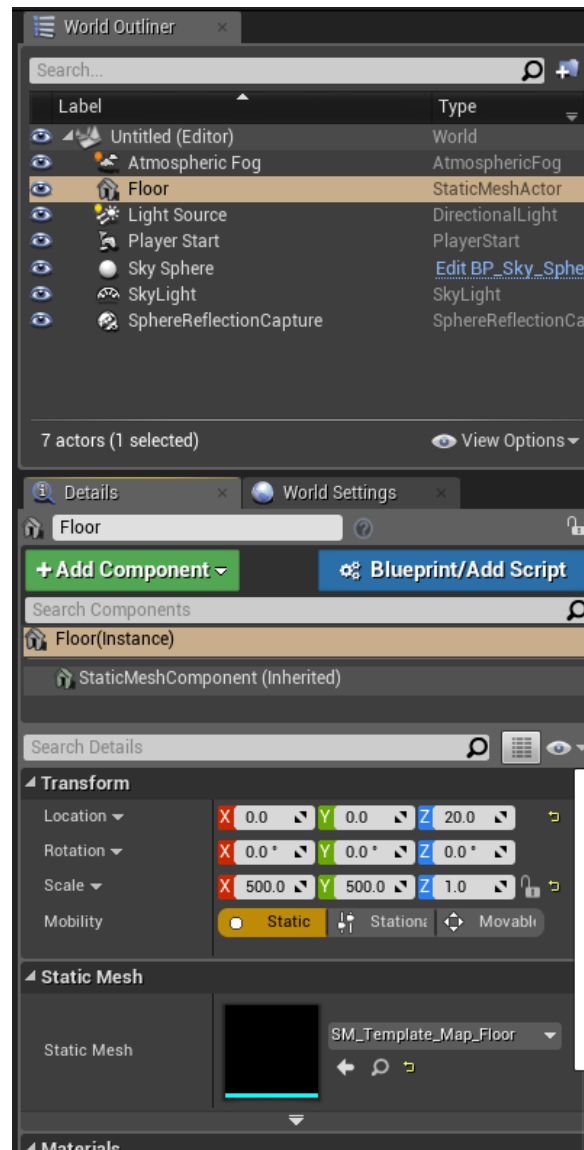 World Outliner
Search...
Label Type
Untitled (Editor) World
Atmospheric Fog AtmosphericFog
Floor StaticMeshActor
Light Source DirectionalLight
Player Start PlayerStart
Sky Sphere Edit BP_Sky_Sphe
SkyLight SkyLight
SphereReflectionCapture SphereReflectionCa
7 actors (1 selected) View Options
Details World Settings
Floor
+Add Component Blueprint/Add Script
Search Components
Floor(Instance)
StaticMeshComponent (Inherited)
Search Details
Transform
Location X 0.0 Y 0.0 Z 20.0
Rotation X 0.0° Y 0.0° Z 0.0°
Scale X 500.0 Y 500.0 Z 1.0
Mobility Static Stationa Movable
Static Mesh
Static Mesh SM_Template_Map_Floor
Materials